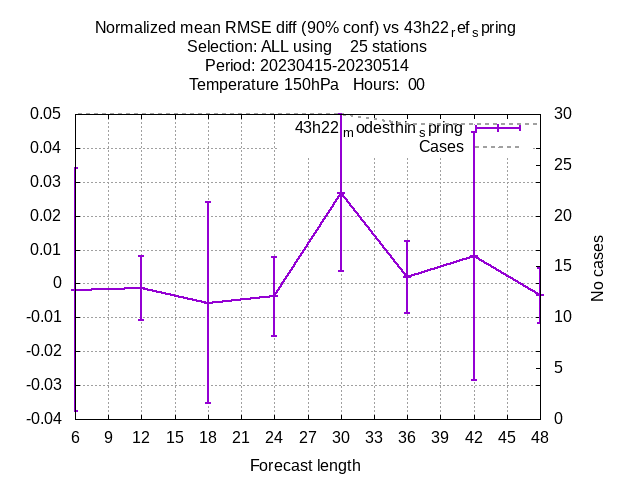 Normalized mean RMSE diff (90% conf) vs 43h22refspring
Selection: ALL using 25 stations
Period: 20230415-20230514
Temperature 150hPa Hours: 00
43h22modesthinspring
Cases
0.05
0.04
0.03
0.02
0.01
0
-0.01
-0.02
-0.03
-0.04
30
25
20
15
10
5
0
No cases
6 9 12 15 18 21 24 27 30 33 36 39 42 45 48
Forecast length